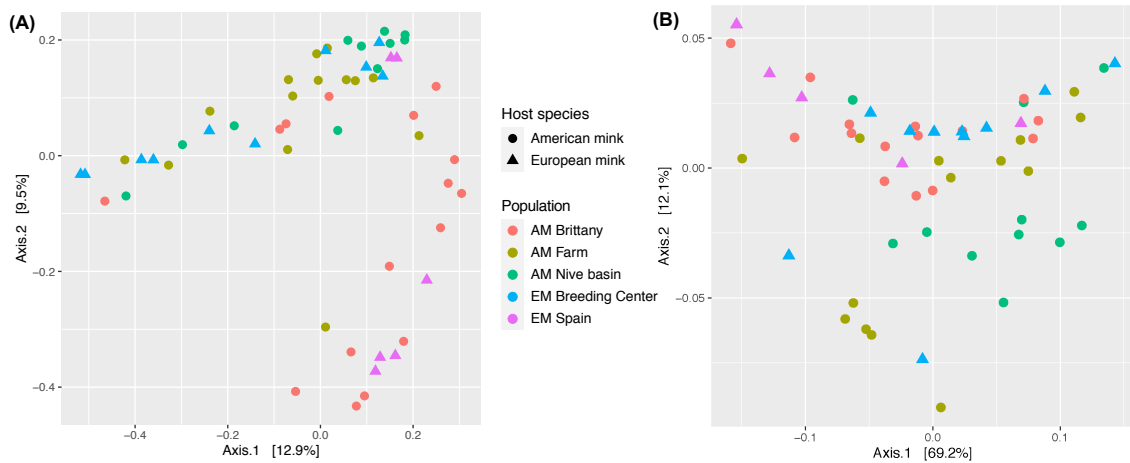 (A)
0.2
0.0
−0.2
−0.4
Axis.2 [9.5%]
−0.4
−0.2
0.0
0.2
Axis.1 [12.9%]
Host species
American mink
European mink
Population
AM Brittany
AM Farm
AM Nive basin
EM Breeding Center
EM Spain
(B)
0.05
0.00
−0.05
Axis.2 [12.1%]
−0.1
0.0
0.1
Axis.1 [69.2%]